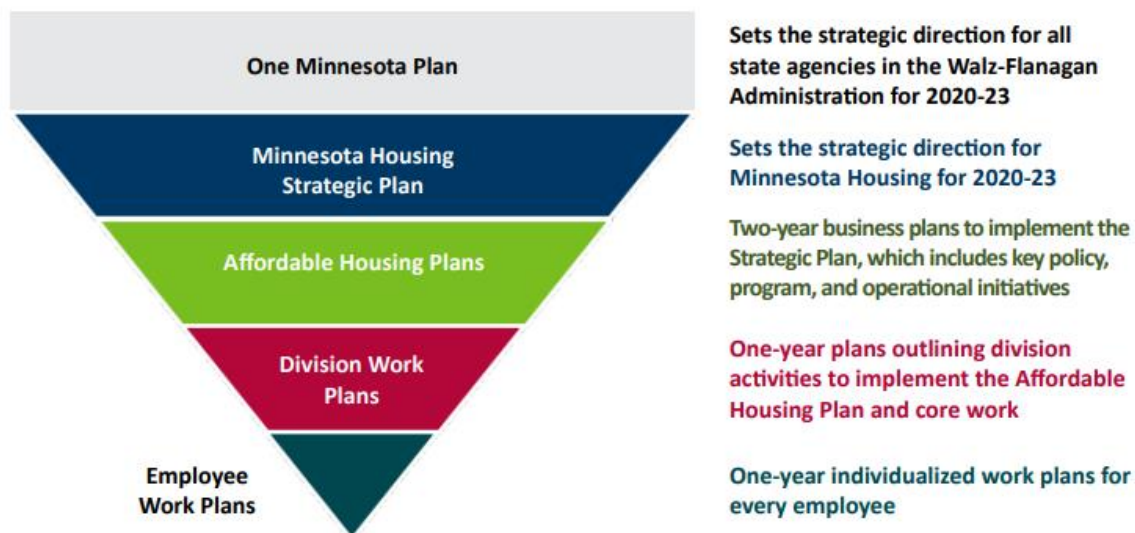 One Minnesota Plan
Sets the strategic direction for all
state agencies in the Walz-Flanagan
Administration for 2020-23
Minnesota Housing
Strategic Plan
Sets the strategic direction for
Minnesota Housing for 2020-23
Affordable Housing Plans
Two-year business plans to implement the
Strategic Plan, which includes key policy,
program, and operational initiatives
Division Work
Plans
One-year plans outlining division
activities to implement the Affordable
Housing Plan and core work
Employee
Work Plans
One-year individualized work plans for
every employee